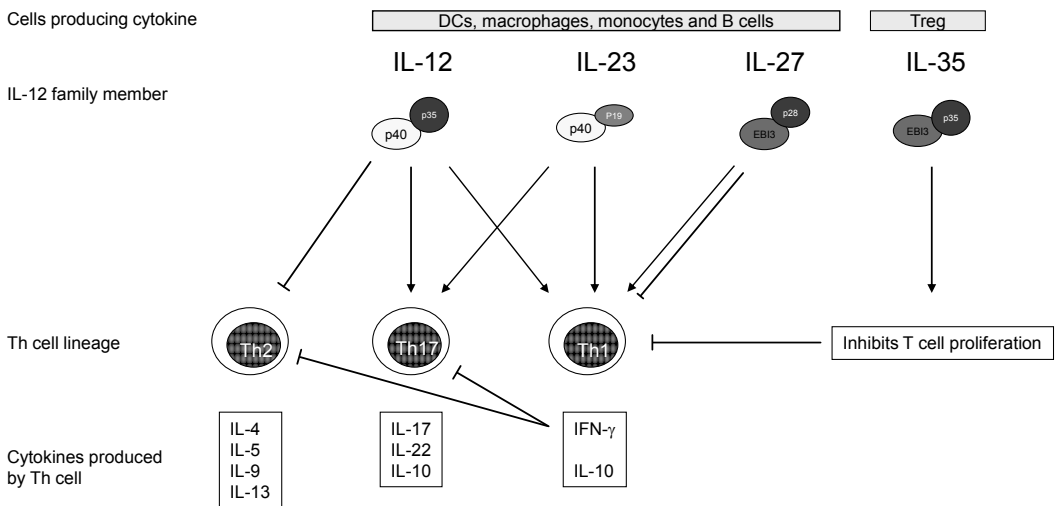 Cells producing cytokine
DCs, macrophages, monocytes and B cells
Treg
IL-12
IL-23
IL-27
IL-35
IL-12 family member
p40
p35
p40
P19
EBI3
p28
EBI3
p35
Th cell lineage
Th2
Th17
Th1
Inhibits T cell proliferation
Cytokines produced
by Th cell
IL-4
IL-5
IL-9
IL-13
IL-17
IL-22
IL-10
IFN-γ
IL-10